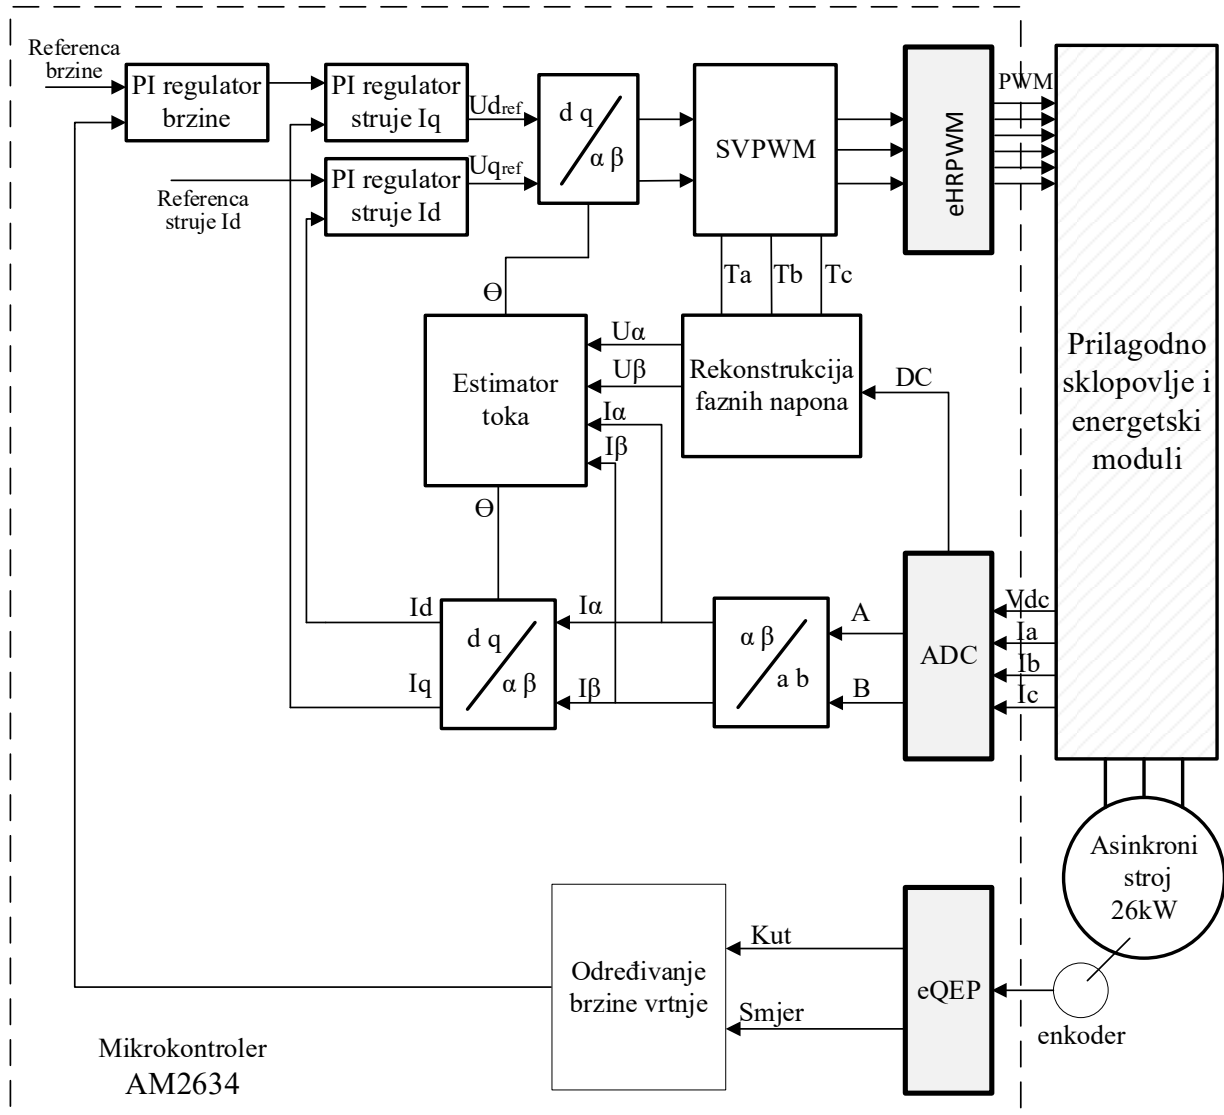 Referenca
brzine
PI regulator
brzine
PI regulator
struje Iq
Udref
d q
α β
SVPWM
eHRPWM
PWM
Referenca
struje Id
PI regulator
struje Id
Uqref
Ta
Tb
Tc
Ɵ
Estimator
toka
Uα
Uβ
Iα
Iβ
Rekonstrukcija
faznih napona
DC
Prilagodno
sklopovlje i
energetski
moduli
Ɵ
Id
Iq
d q
α β
Iα
Iβ
α β
a b
A
B
ADC
Vdc
Ia
Ib
Ic
Asinkroni
stroj
26kW
Određivanje
brzine vrtnje
Kut
Smjer
eQEP
enkoder
Mikrokontroler
AM2634